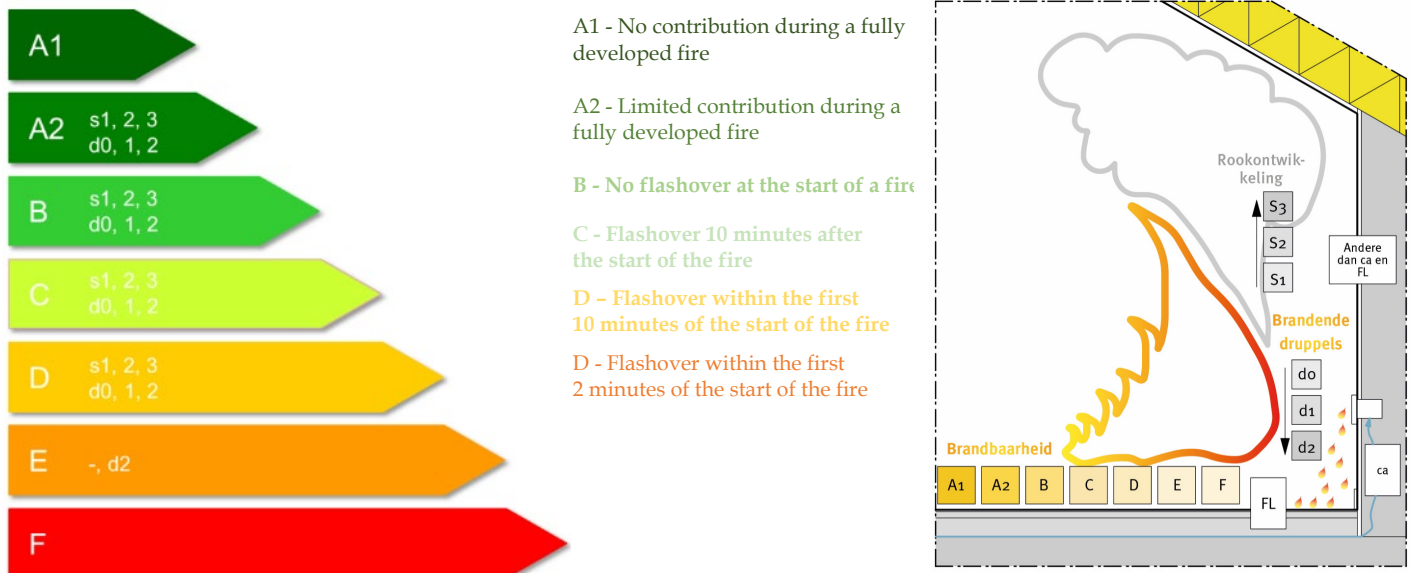 A1
A2 s1, 2, 3
d0, 1, 2
B s1, 2, 3
d0, 1, 2
C s1, 2, 3
d0, 1, 2
D s1, 2, 3
d0, 1, 2
E -, d2
F
A1 - No contribution during a fully
developed fire
A2 - Limited contribution during a
fully developed fire
B - No flashover at the start of a fire
C - Flashover 10 minutes after
the start of the fire
D – Flashover within the first
10 minutes of the start of the fire
D - Flashover within the first
2 minutes of the start of the fire
Rookontwik-
keling
S3
S2
S1
Andere
dan ca en
FL
Brandende
druppels
d0
d1
d2
ca
Brandbaarheid
A1 A2 B C D E F
FL